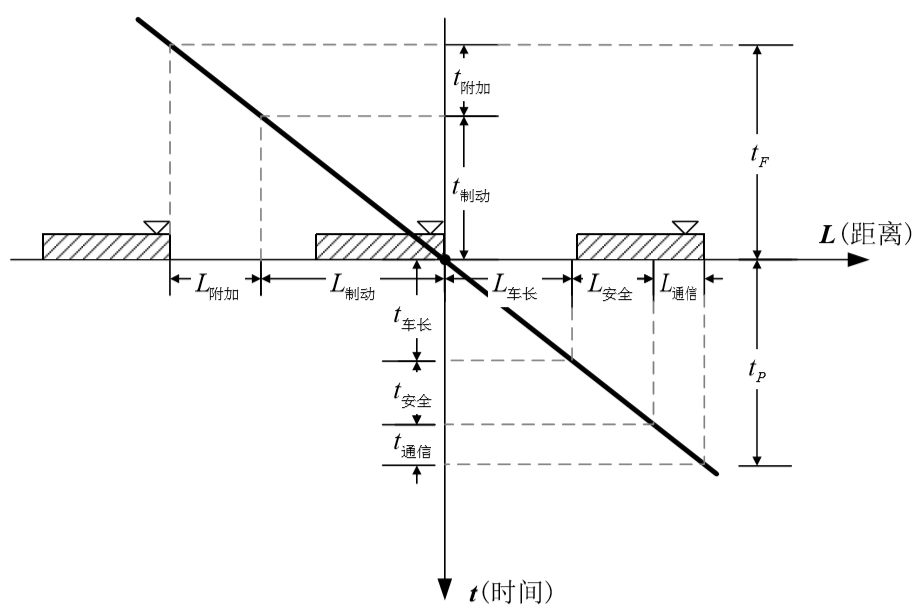 t附加
tF
t制动
L(距离)
L附加
L制动
L车长
L安全
L通信
t车长
tP
t安全
t通信
t(时间)